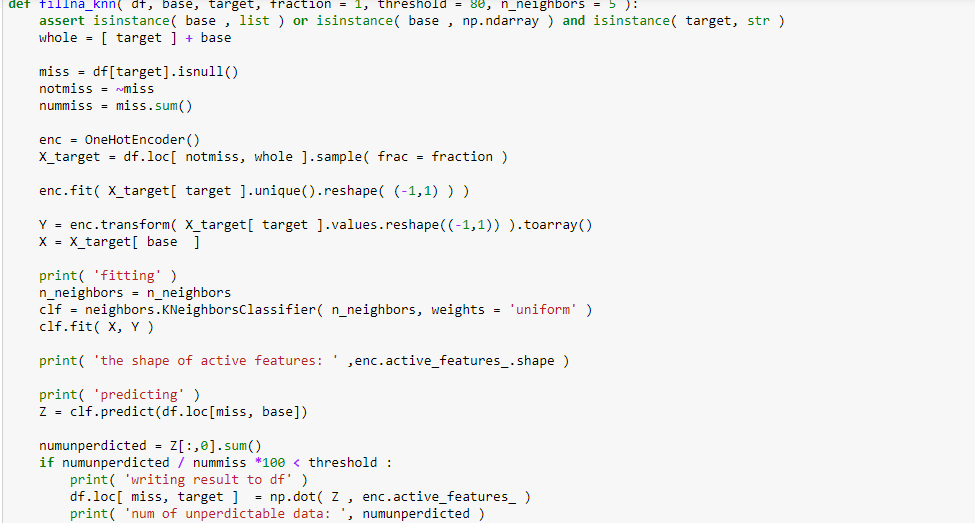 def fillna_knn( df, base, target, fraction = 1, threshold = 80, n_neighbors = 5 ):
assert isinstance( base , list ) or isinstance( base , np.ndarray ) and isinstance( target, str )
whole = [ target ] + base
miss = df[target].isnull()
notmiss = ~miss
nummiss = miss.sum()
enc = OneHotEncoder()
X_target = df.loc[ notmiss, whole ].sample( frac = fraction )
enc.fit( X_target[ target ].unique().reshape( (-1,1) ) )
Y = enc.transform( X_target[ target ].values.reshape((-1,1)) ).toarray()
X = X_target[ base  ]
print( 'fitting' )
n_neighbors = n_neighbors
clf = neighbors.KNeighborsClassifier( n_neighbors, weights = 'uniform' )
clf.fit( X, Y )
print( 'the shape of active features: ' ,enc.active_features_.shape )
print( 'predicting' )
Z = clf.predict(df.loc[miss, base])
numunperdicted = Z[:,0].sum()
if numunperdicted / nummiss *100 < threshold :
print( 'writing result to df' )
df.loc[ miss, target ]  = np.dot( Z , enc.active_features_ )
print( 'num of unperdictable data: ', numunperdicted )